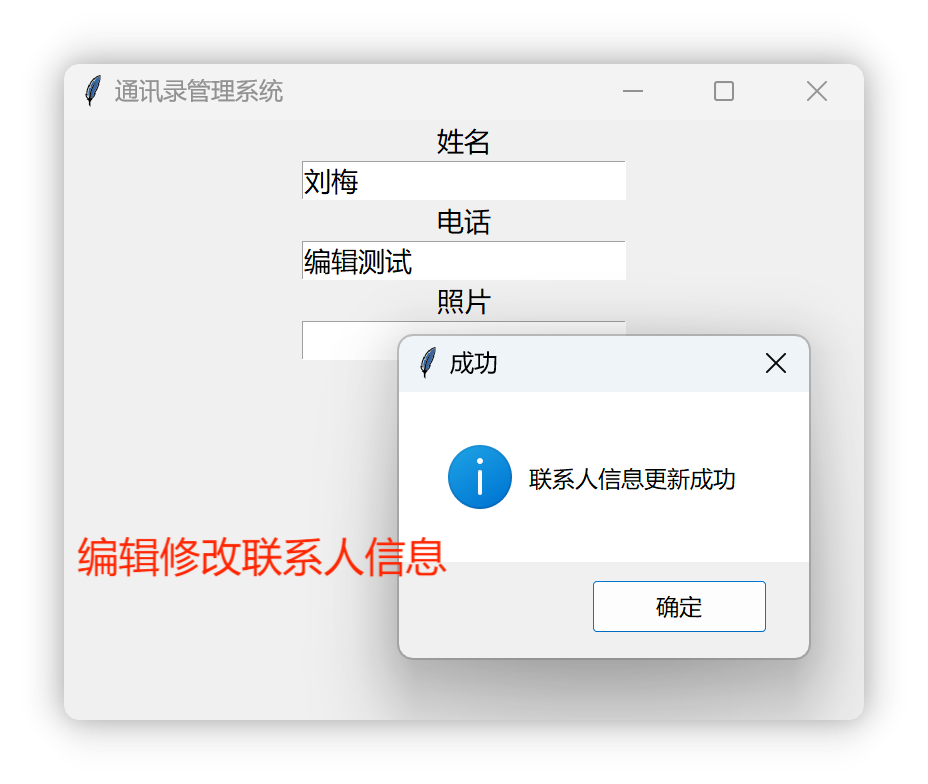 通讯录管理系统
姓名
刘梅
电话
编辑测试
照片
成功
联系人信息更新成功
编辑修改联系人信息
确定